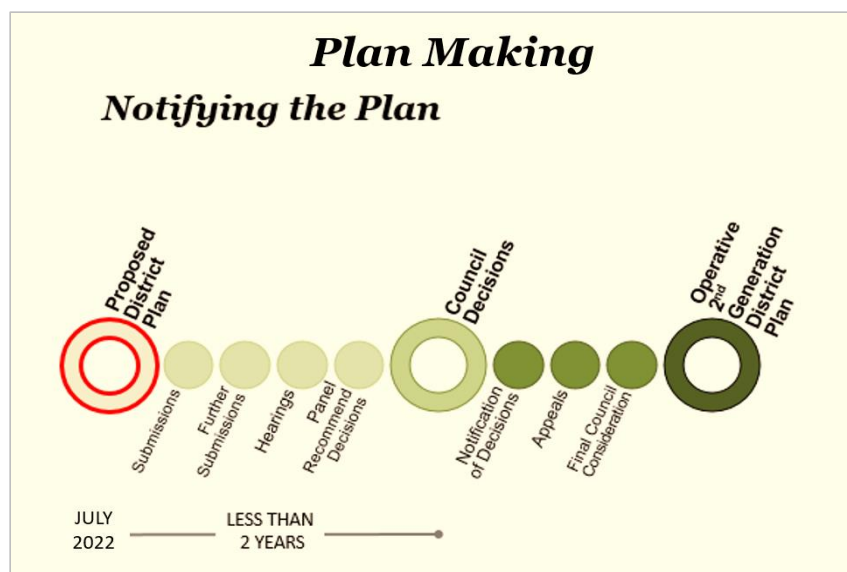 Plan Making
Notifying the Plan
Proposed
District
Plan
Submissions
Further
Submissions
Hearings
Panel
Recommend
Decisions
Council
Decisions
Notification
of Decisions
Appeals
Final Council
Consideration
Operative
2nd
Generation
District
Plan
JULY
2022
LESS THAN
2 YEARS